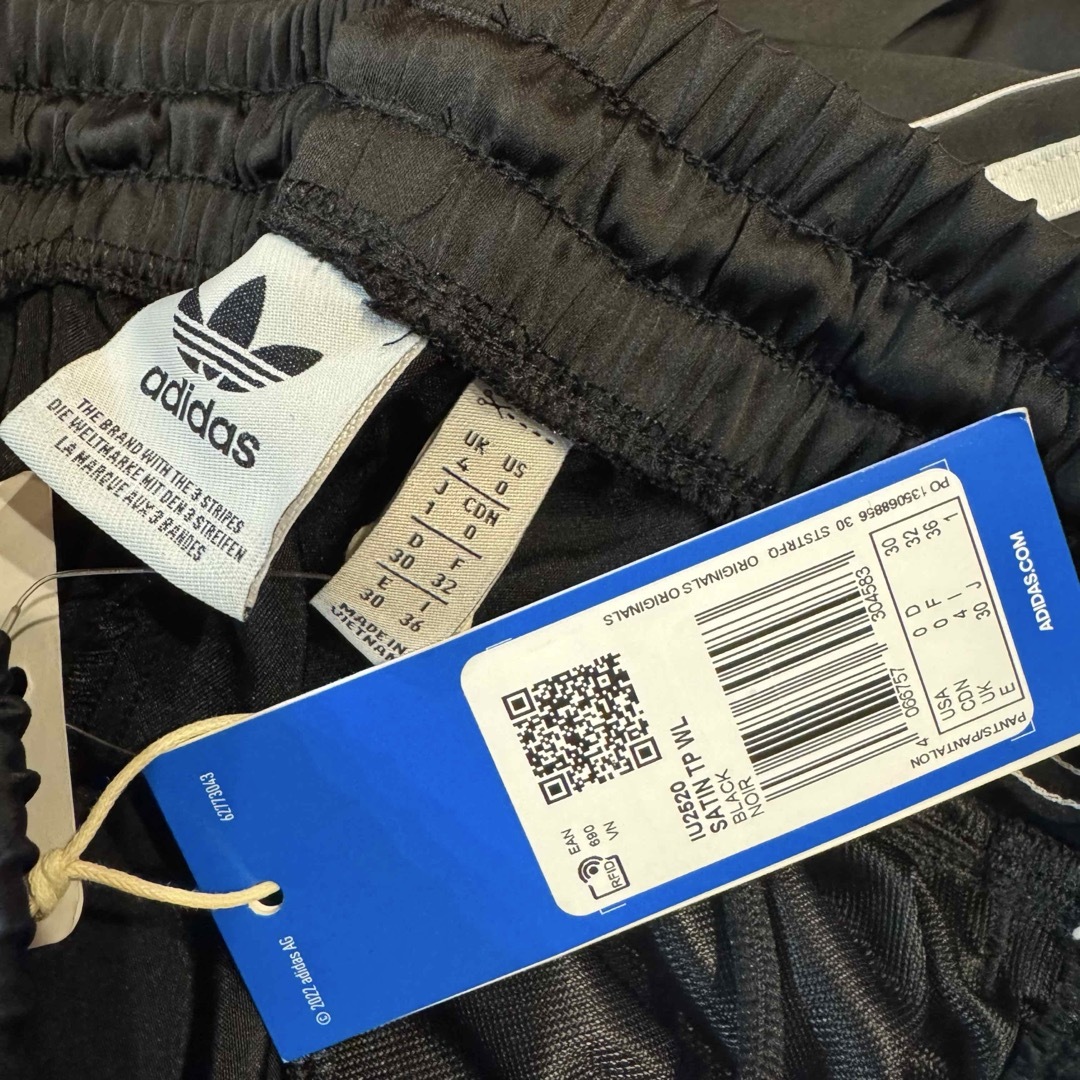 adidas
THE BRAND WITH THE 3 STRIPES
DIE WELTMARKE MIT DEN 3 STREIFEN
LA MARQUE AUX 3 BANDES
UK US
4 0
J CDN
1 0
D F
30 32
E I
30 36
MADE IN
VIETNAM
62773043
© 2022 adidas AG
EAN
680
VN
RFID
IU2520
SATIN TP WL
BLACK
NOIR
ORIGINALS ORIGINALS
4 066757 304583
PO 135068856 30 STSTRFQ
USA 0 D 30
CDN 0 F 32
UK 4 I 36
E 30 J 1
PANTS/PANTALON
ADIDAS.COM